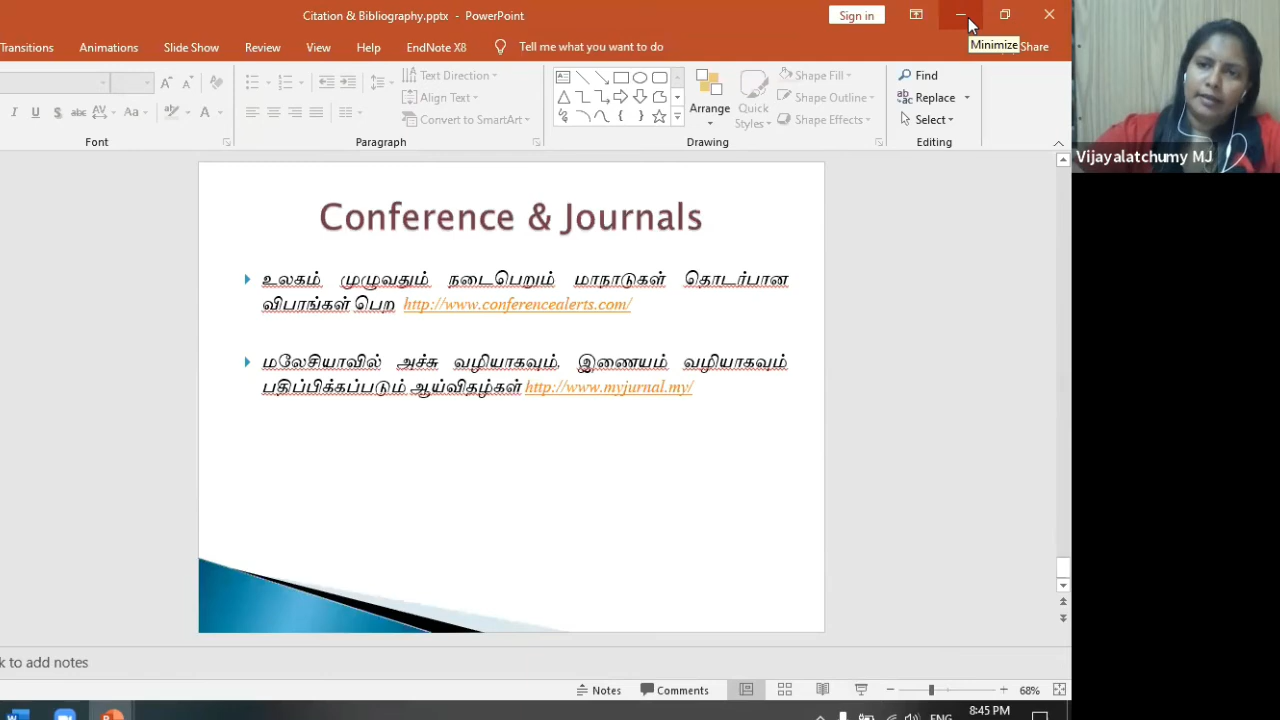 Citation & Bibliography.pptx - PowerPoint
Sign in
Minimize
Transitions Animations Slide Show Review View Help EndNote X8 Tell me what you want to do Share
Text Direction
Align Text
Convert to SmartArt
Arrange
Quick Styles
Shape Fill
Shape Outline
Shape Effects
Find
Replace
Select
Font Paragraph Drawing Editing
Vijayalatchumy MJ
Conference & Journals
உலகம் முழுவதும் நடைபெறும் மாநாடுகள் தொடர்பான
விபரங்கள் பெற http://www.conferencealerts.com/
மலேசியாவில் அச்சு வழியாகவும், இணையம் வழியாகவும்
பதிப்பிக்கப்படும் ஆய்விதழ்கள் http://www.myjurnal.my/
k to add notes
Notes Comments 68%
ENG 8:45 PM